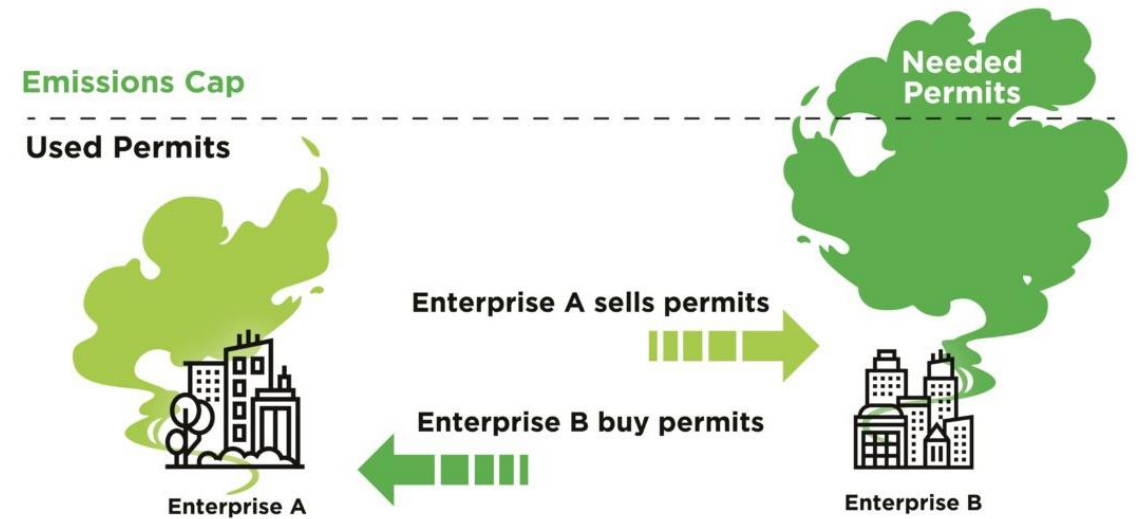 Emissions Cap
Needed
Permits
Used Permits
Enterprise A sells permits
Enterprise B buy permits
Enterprise A
Enterprise B